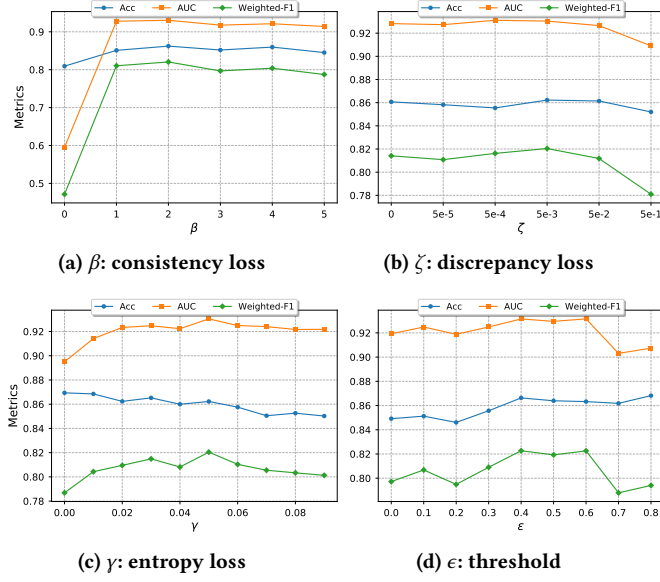 Acc AUC Weighted-F1
Acc AUC Weighted-F1
0.9
0.8
0.7
0.6
0.5
Metrics
0 1 2 3 4 5
β
0.92
0.90
0.88
0.86
0.84
0.82
0.80
0.78
0 5e-5 5e-4 5e-3 5e-2 5e-1
ζ
(a) β: consistency loss
(b) ζ: discrepancy loss
Acc AUC Weighted-F1
Acc AUC Weighted-F1
0.92
0.90
0.88
0.86
0.84
0.82
0.80
0.78
Metrics
0.00 0.02 0.04 0.06 0.08
γ
0.92
0.90
0.88
0.86
0.84
0.82
0.80
0.0 0.1 0.2 0.3 0.4 0.5 0.6 0.7 0.8
ε
(c) γ: entropy loss
(d) ϵ: threshold